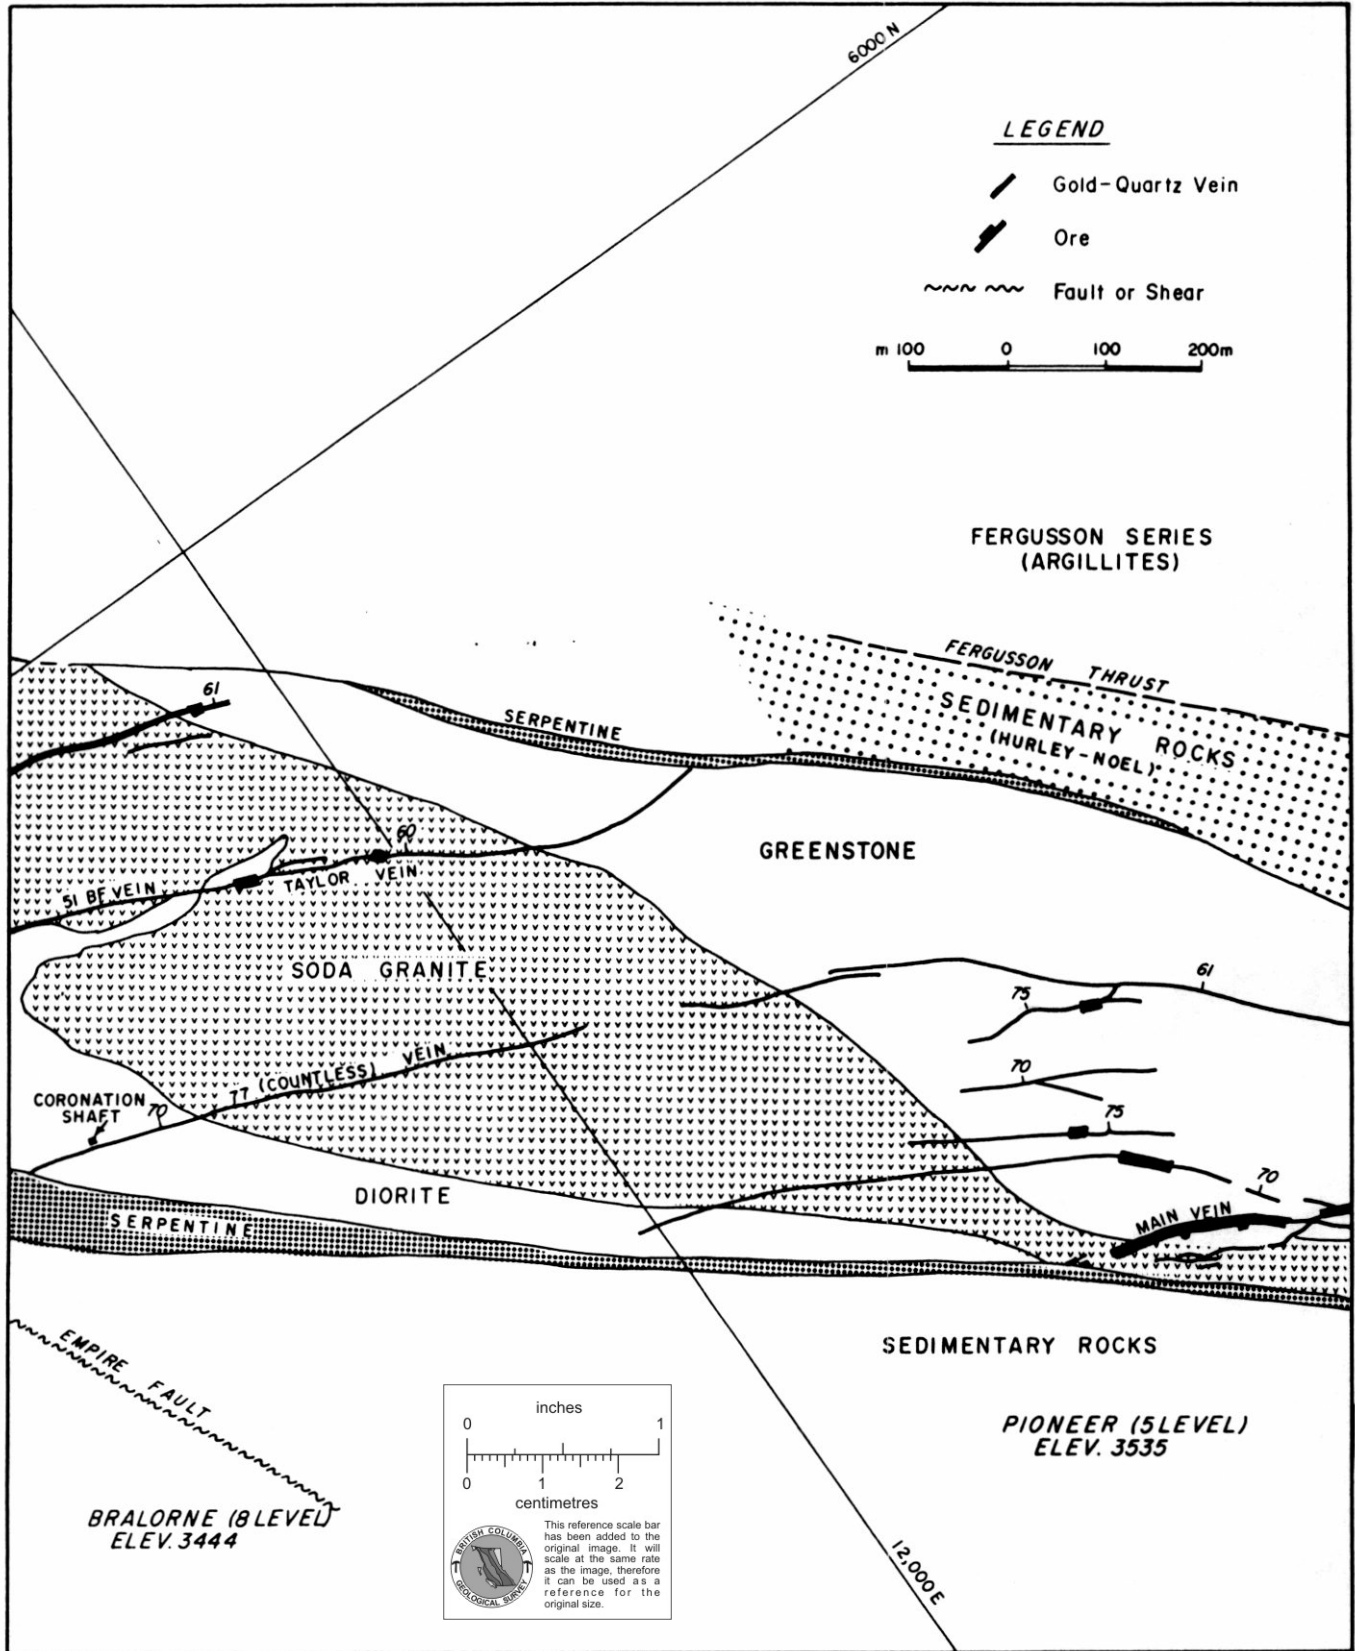 6000 N
LEGEND
Gold-Quartz Vein
Ore
Fault or Shear
m 100 0 100 200m
FERGUSSON SERIES
(ARGILLITES)
FERGUSSON THRUST
SEDIMENTARY ROCKS
(HURLEY-NOEL)
61
SERPENTINE
60
GREENSTONE
51 BF VEIN
TAYLOR VEIN
SODA GRANITE
61
75
77 (COUNTLESS) VEIN
70
CORONATION
SHAFT
70
75
DIORITE
70
MAIN VEIN
SERPENTINE
EMPIRE FAULT
SEDIMENTARY ROCKS
PIONEER (5 LEVEL)
ELEV. 3535
BRALORNE (8 LEVEL)
ELEV. 3444
inches
0 1
0 1 2
centimetres
BRITISH COLUMBIA
GEOLOGICAL SURVEY
This reference scale bar
has been added to the
original image. It will
scale at the same rate
as the image, therefore
it can be used as a
reference for the
original size.
12,000 E